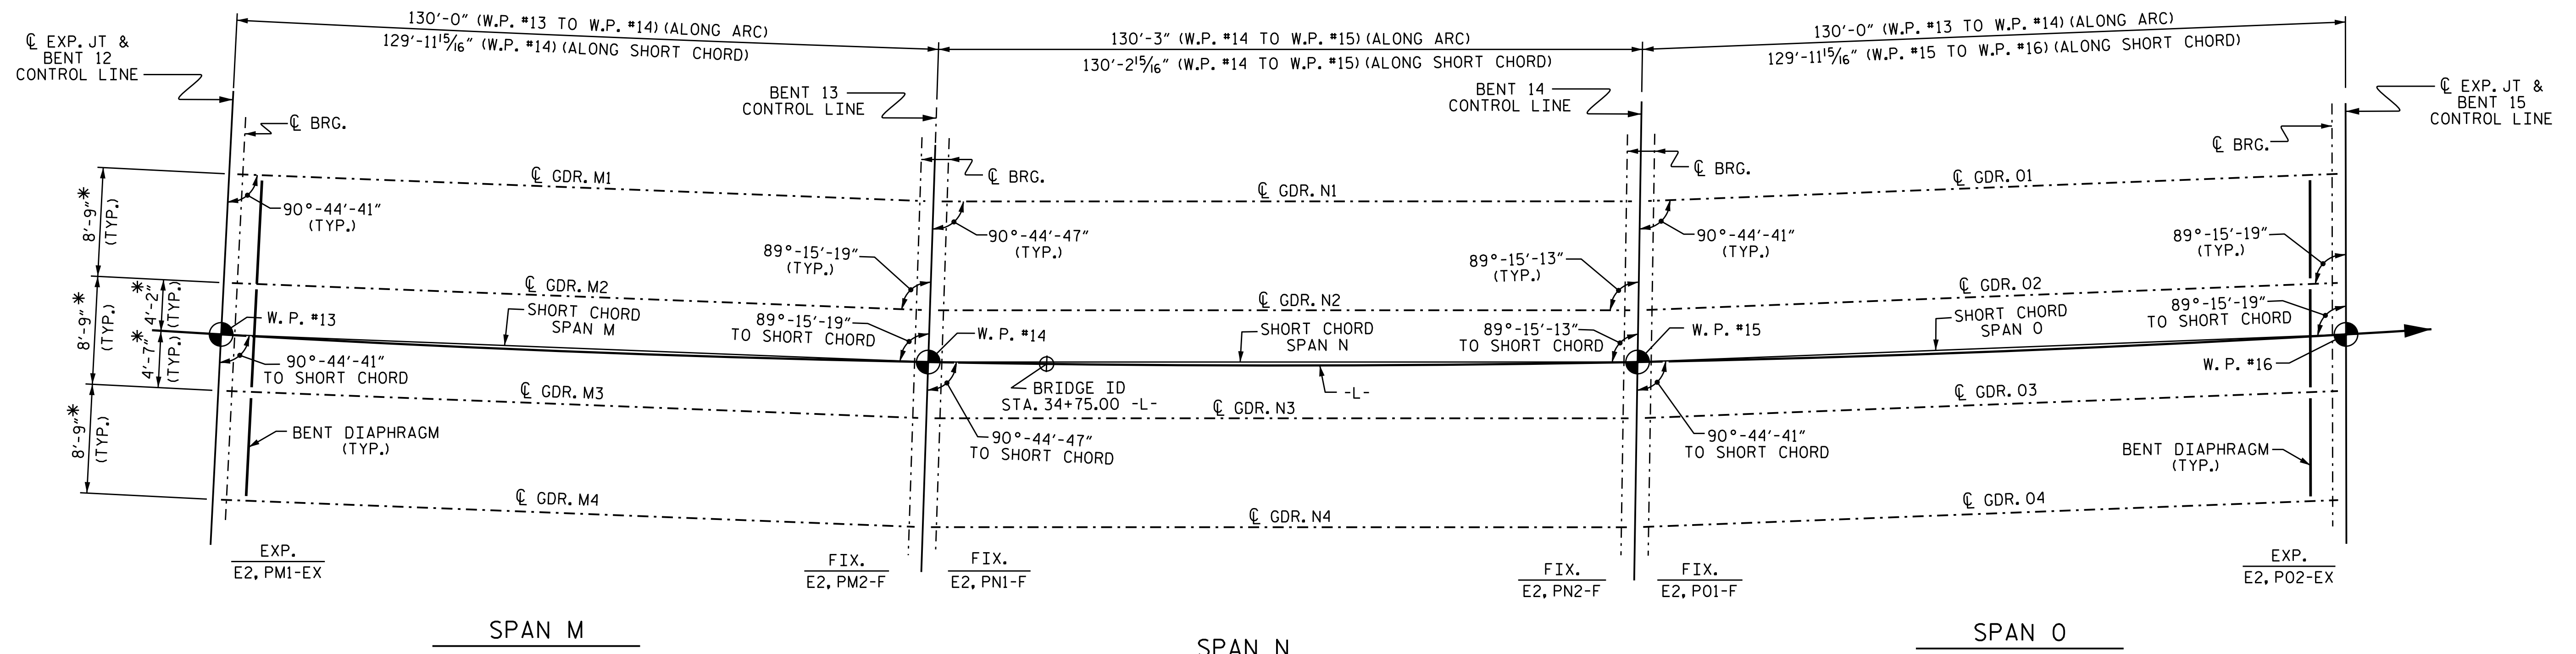 130'-0" (W.P. #13 TO W.P. #14) (ALONG ARC)
129'-11 15/16" (W.P. #14) (ALONG SHORT CHORD)
130'-3" (W.P. #14 TO W.P. #15) (ALONG ARC)
130'-2 15/16" (W.P. #14 TO W.P. #15) (ALONG SHORT CHORD)
130'-0" (W.P. #13 TO W.P. #14) (ALONG ARC)
129'-11 15/16" (W.P. #15 TO W.P. #16) (ALONG SHORT CHORD)
℄ EXP. JT &
BENT 12
CONTROL LINE
℄ BRG.
BENT 13
CONTROL LINE
℄ BRG.
BENT 14
CONTROL LINE
℄ BRG.
℄ EXP. JT &
BENT 15
CONTROL LINE
℄ BRG.
8'-9"*
(TYP.)
8'-9"*
(TYP.)
* 4'-2"
(TYP.)
* 4'-7"
(TYP.)
8'-9"*
(TYP.)
℄ GDR. M1
℄ GDR. N1
℄ GDR. O1
90°-44'-41"
(TYP.)
89°-15'-19"
(TYP.)
90°-44'-47"
(TYP.)
89°-15'-13"
(TYP.)
90°-44'-41"
(TYP.)
89°-15'-19"
(TYP.)
℄ GDR. M2
℄ GDR. N2
℄ GDR. O2
W.P. #13
SHORT CHORD
SPAN M
89°-15'-19"
TO SHORT CHORD
W.P. #14
SHORT CHORD
SPAN N
89°-15'-13"
TO SHORT CHORD
W.P. #15
SHORT CHORD
SPAN O
89°-15'-19"
TO SHORT CHORD
W.P. #16
90°-44'-41"
TO SHORT CHORD
BRIDGE ID
STA. 34+75.00 -L-
-L-
℄ GDR. M3
℄ GDR. N3
℄ GDR. O3
BENT DIAPHRAGM
(TYP.)
90°-44'-47"
TO SHORT CHORD
90°-44'-41"
TO SHORT CHORD
BENT DIAPHRAGM
(TYP.)
℄ GDR. M4
℄ GDR. N4
℄ GDR. O4
EXP.
E2, PM1-EX
FIX.
E2, PM2-F
FIX.
E2, PN1-F
FIX.
E2, PN2-F
FIX.
E2, PO1-F
EXP.
E2, PO2-EX
SPAN M
SPAN N
SPAN O